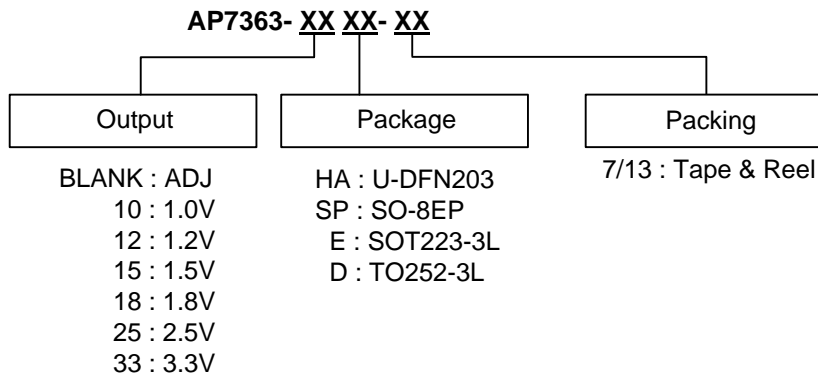 AP7363- XX XX- XX
Output
BLANK : ADJ
10 : 1.0V
12 : 1.2V
15 : 1.5V
18 : 1.8V
25 : 2.5V
33 : 3.3V
Package
HA : U-DFN203
SP : SO-8EP
E : SOT223-3L
D : TO252-3L
Packing
7/13 : Tape & Reel